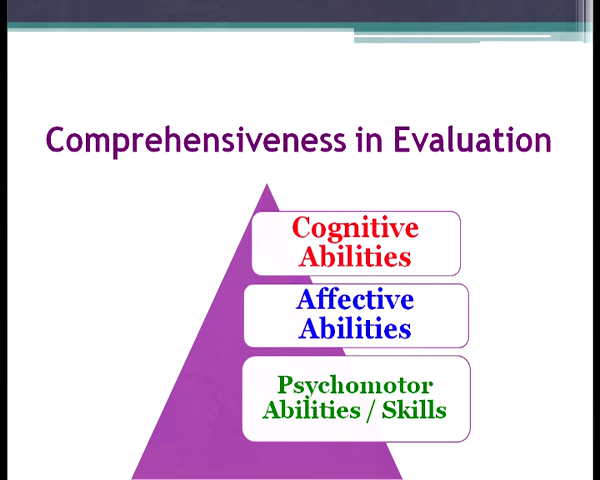 Comprehensiveness in Evaluation
Cognitive
Abilities
Affective
Abilities
Psychomotor
Abilities / Skills